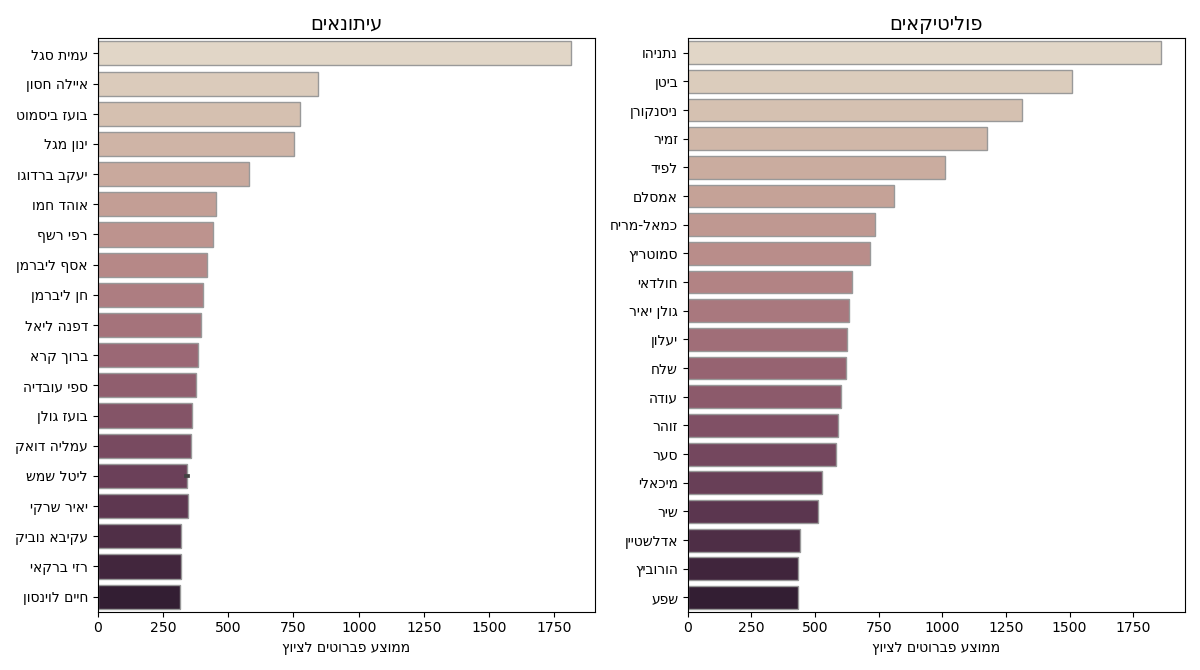 עיתונאים
עמית סגל
איילה חסון
בועז ביסמוט
ינון מגל
יעקב ברדוגו
אוהד חמו
רפי רשף
אסף ליברמן
חן ליברמן
דפנה ליאל
ברוך קרא
ספי עובדיה
בועז גולן
עמליה דואק
ליטל שמש
יאיר שרקי
עקיבא נוביק
רזי ברקאי
חיים לוינסון
0 250 500 750 1000 1250 1500 1750
ממוצע פברוטים לציוץ
פוליטיקאים
נתניהו
ביטן
ניסנקורן
זמיר
לפיד
אמסלם
כמאל-מריח
סמוטריץ
חולדאי
גולן יאיר
יעלון
שלח
עודה
זוהר
סער
מיכאלי
שיר
אדלשטיין
הורוביץ
שפע
0 250 500 750 1000 1250 1500 1750
ממוצע פברוטים לציוץ